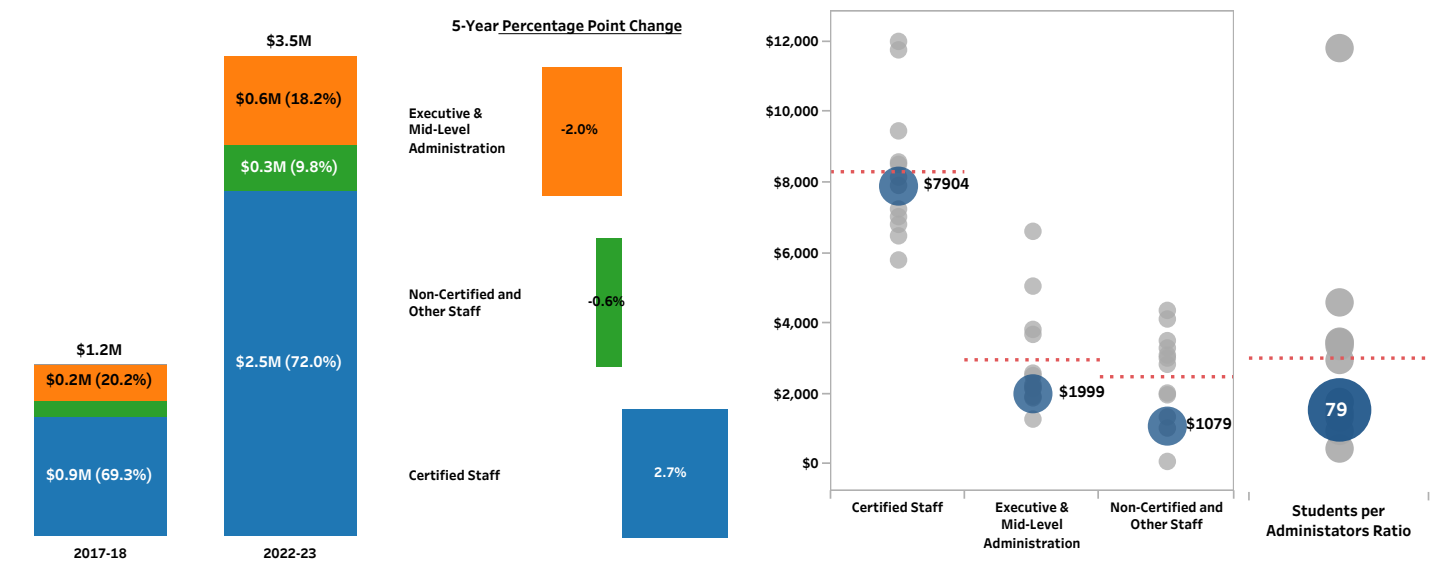 $1.2M
$0.2M (20.2%)
$0.9M (69.3%)
2017-18
$3.5M
$0.6M (18.2%)
$0.3M (9.8%)
$2.5M (72.0%)
2022-23
5-Year Percentage Point Change
Executive &
Mid-Level
Administration
-2.0%
Non-Certified and
Other Staff
-0.6%
Certified Staff
2.7%
$12,000
$10,000
$8,000
$6,000
$4,000
$2,000
$0
$7904
$1999
$1079
Certified Staff
Executive &
Mid-Level
Administration
Non-Certified and
Other Staff
79
Students per
Administators Ratio